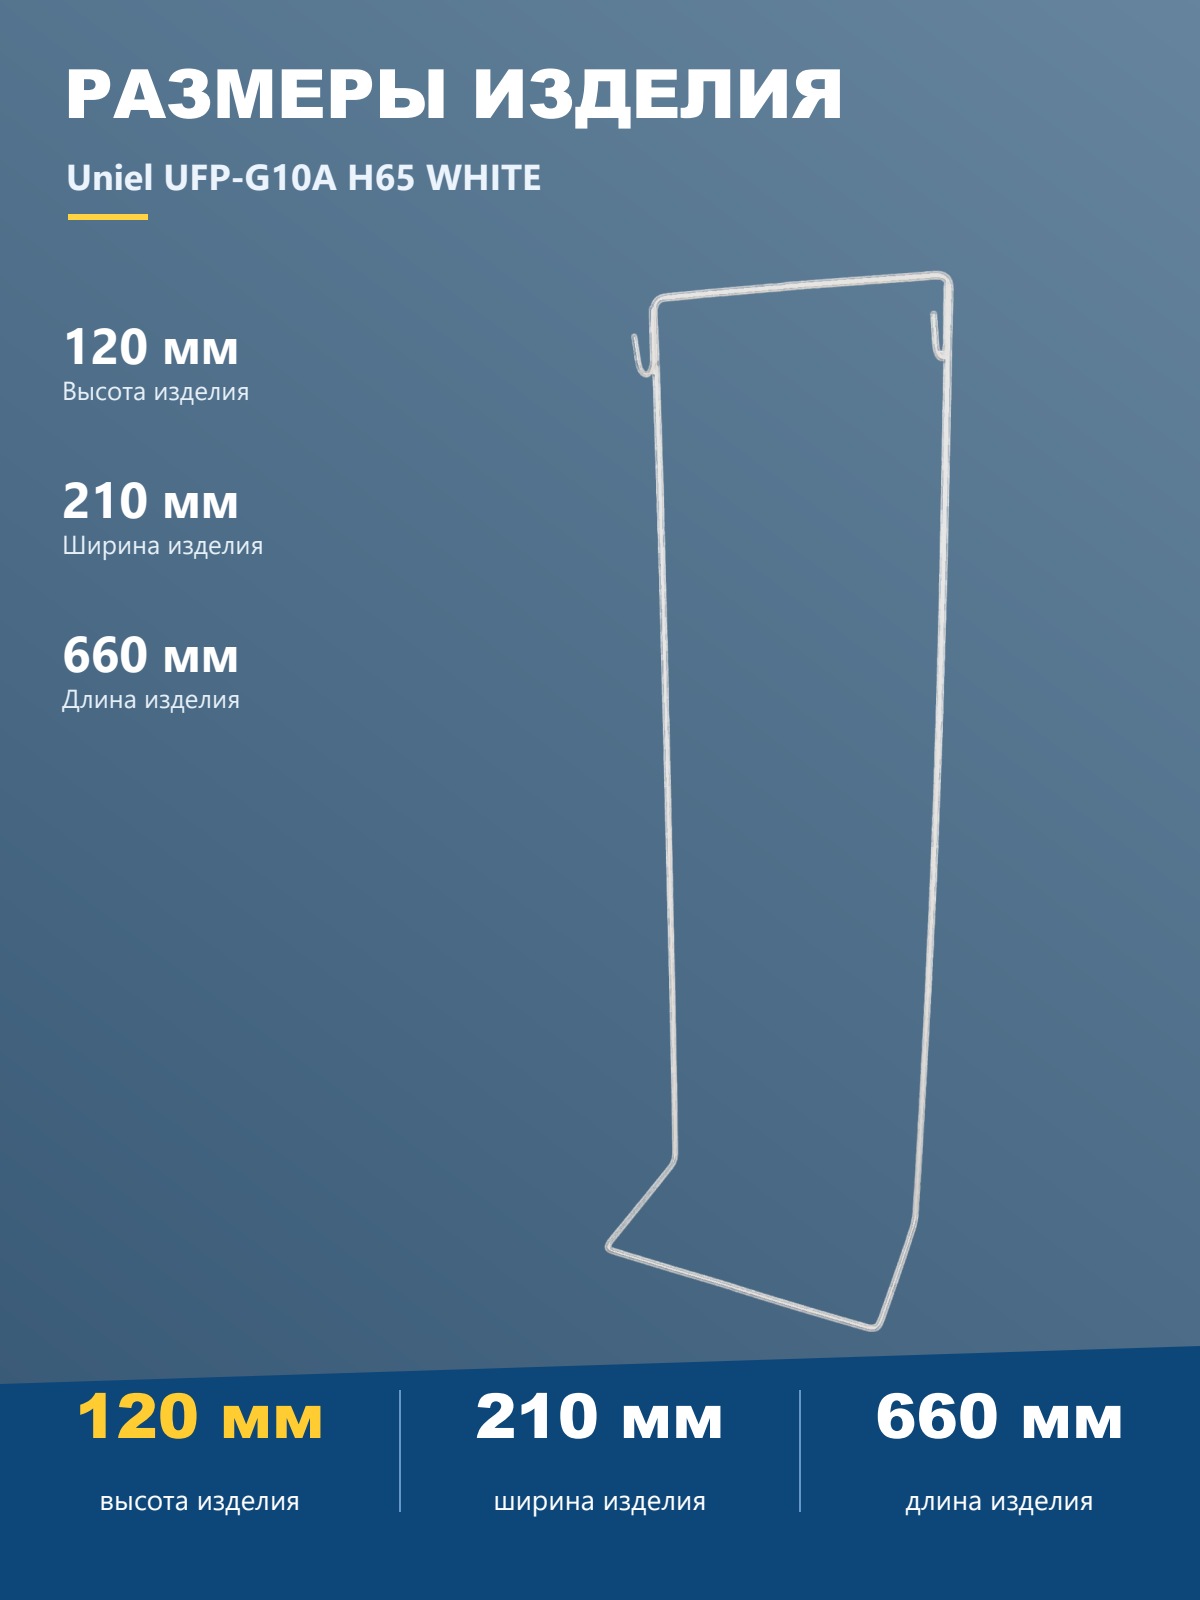 РАЗМЕРЫ ИЗДЕЛИЯ
Uniel UFP-G10A H65 WHITE
120 мм
Высота изделия
210 мм
Ширина изделия
660 мм
Длина изделия
120 мм
высота изделия
210 мм
ширина изделия
660 мм
длина изделия